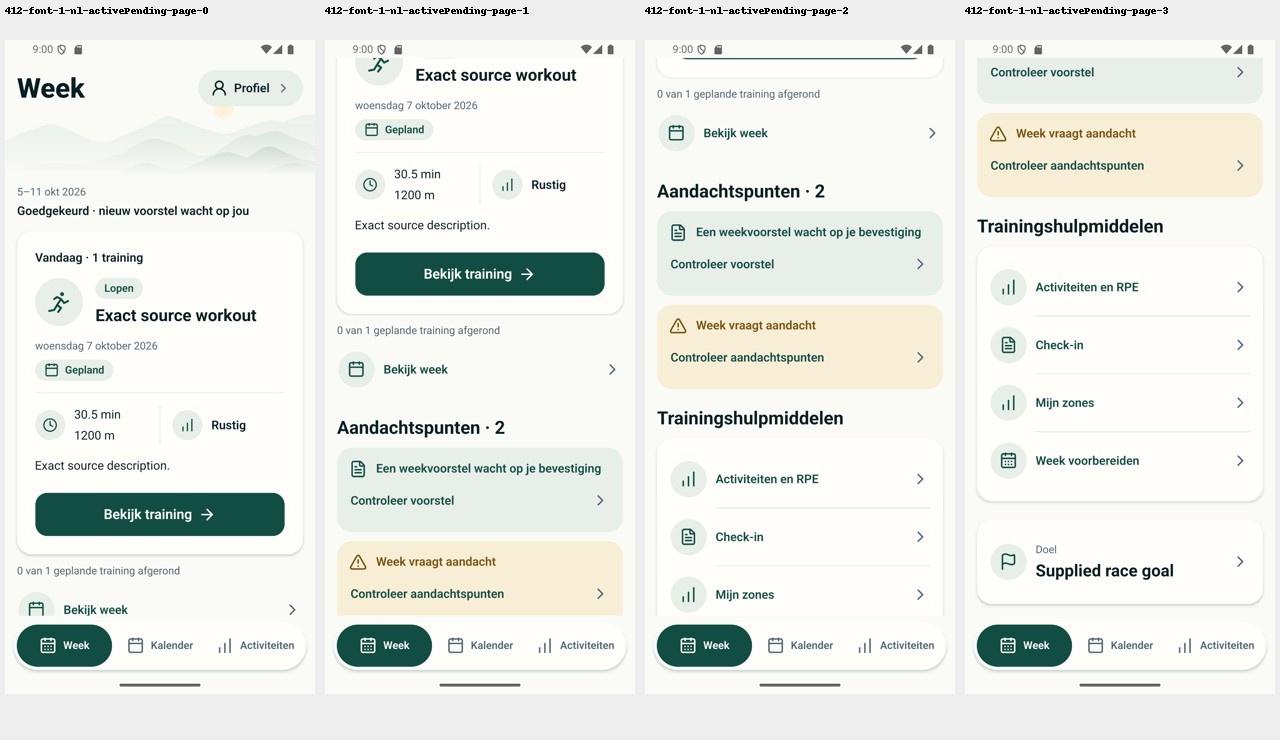 412-font-1-nl-activePending-page-0
9:00
Week
Profiel
5–11 okt 2026
Goedgekeurd · nieuw voorstel wacht op jou
Vandaag · 1 training
Lopen
Exact source workout
woensdag 7 oktober 2026
Gepland
30.5 min
1200 m
Rustig
Exact source description.
Bekijk training
0 van 1 geplande training afgerond
Bekijk week
Week
Kalender
Activiteiten
412-font-1-nl-activePending-page-1
9:00
Exact source workout
woensdag 7 oktober 2026
Gepland
30.5 min
1200 m
Rustig
Exact source description.
Bekijk training
0 van 1 geplande training afgerond
Bekijk week
Aandachtspunten · 2
Een weekvoorstel wacht op je bevestiging
Controleer voorstel
Week vraagt aandacht
Controleer aandachtspunten
Week
Kalender
Activiteiten
412-font-1-nl-activePending-page-2
9:00
0 van 1 geplande training afgerond
Bekijk week
Aandachtspunten · 2
Een weekvoorstel wacht op je bevestiging
Controleer voorstel
Week vraagt aandacht
Controleer aandachtspunten
Trainingshulpmiddelen
Activiteiten en RPE
Check-in
Mijn zones
Week
Kalender
Activiteiten
412-font-1-nl-activePending-page-3
9:00
Controleer voorstel
Week vraagt aandacht
Controleer aandachtspunten
Trainingshulpmiddelen
Activiteiten en RPE
Check-in
Mijn zones
Week voorbereiden
Doel
Supplied race goal
Week
Kalender
Activiteiten